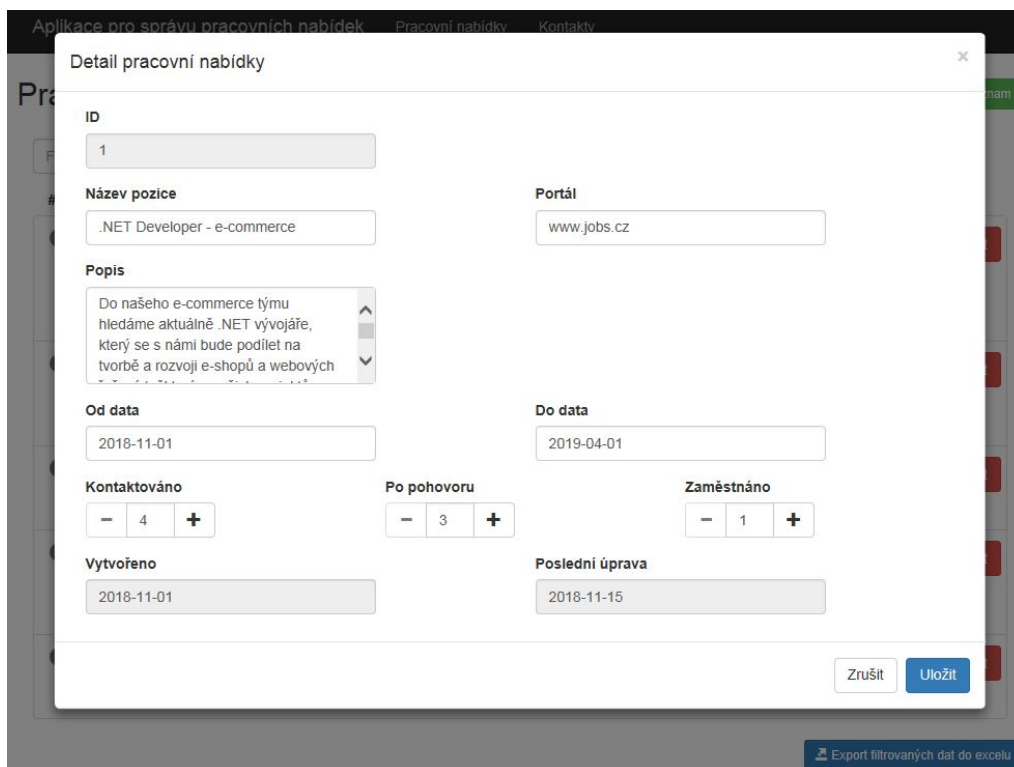 Aplikace pro správu pracovních nabídek Pracovní nabídky Kontakty
Detail pracovní nabídky ×
Pra
znam
ID
1
F
#
Název pozice Portál
.NET Developer - e-commerce www.jobs.cz
Popis
Do našeho e-commerce týmu
hledáme aktuálně .NET vývojáře,
který se s námi bude podílet na
tvorbě a rozvoji e-shopů a webových
Od data Do data
2018-11-01 2019-04-01
Kontaktováno Po pohovoru Zaměstnáno
− 4 + − 3 + − 1 +
Vytvořeno Poslední úprava
2018-11-01 2018-11-15
Zrušit Uložit
Export filtrovaných dat do excelu